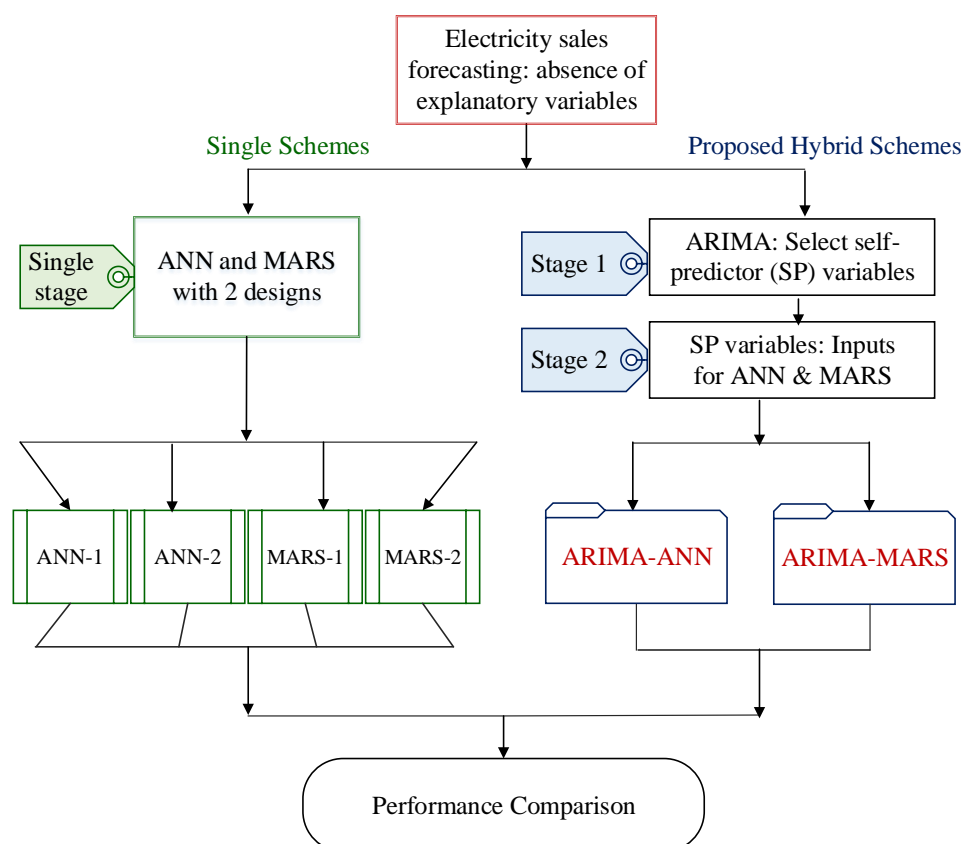 Electricity sales
forecasting: absence of
explanatory variables
Single Schemes
Proposed Hybrid Schemes
Single
stage
ANN and MARS
with 2 designs
Stage 1
ARIMA: Select self-
predictor (SP) variables
Stage 2
SP variables: Inputs
for ANN & MARS
ANN-1
ANN-2
MARS-1
MARS-2
ARIMA-ANN
ARIMA-MARS
Performance Comparison